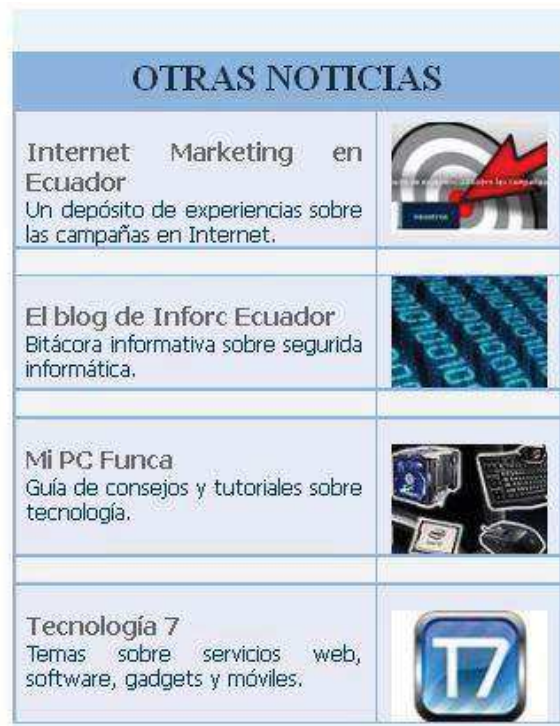 OTRAS NOTICIAS
Internet Marketing en
Ecuador
Un depósito de experiencias sobre
las campañas en Internet.
El blog de Inforc Ecuador
Bitácora informativa sobre segurida
informática.
Mi PC Funca
Guía de consejos y tutoriales sobre
tecnología.
Tecnología 7
Temas sobre servicios web,
software, gadgets y móviles.
T7